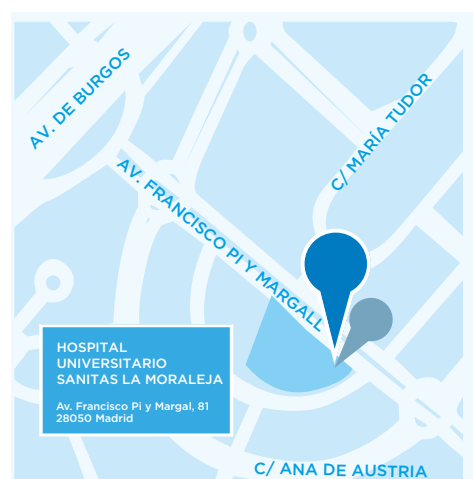 AV. DE BURGOS
C/ MARÍA TUDOR
AV. FRANCISCO PI Y MARGALL
HOSPITAL
UNIVERSITARIO
SANITAS LA MORALEJA
Av. Francisco Pi y Margal, 81
28050 Madrid
C/ ANA DE AUSTRIA